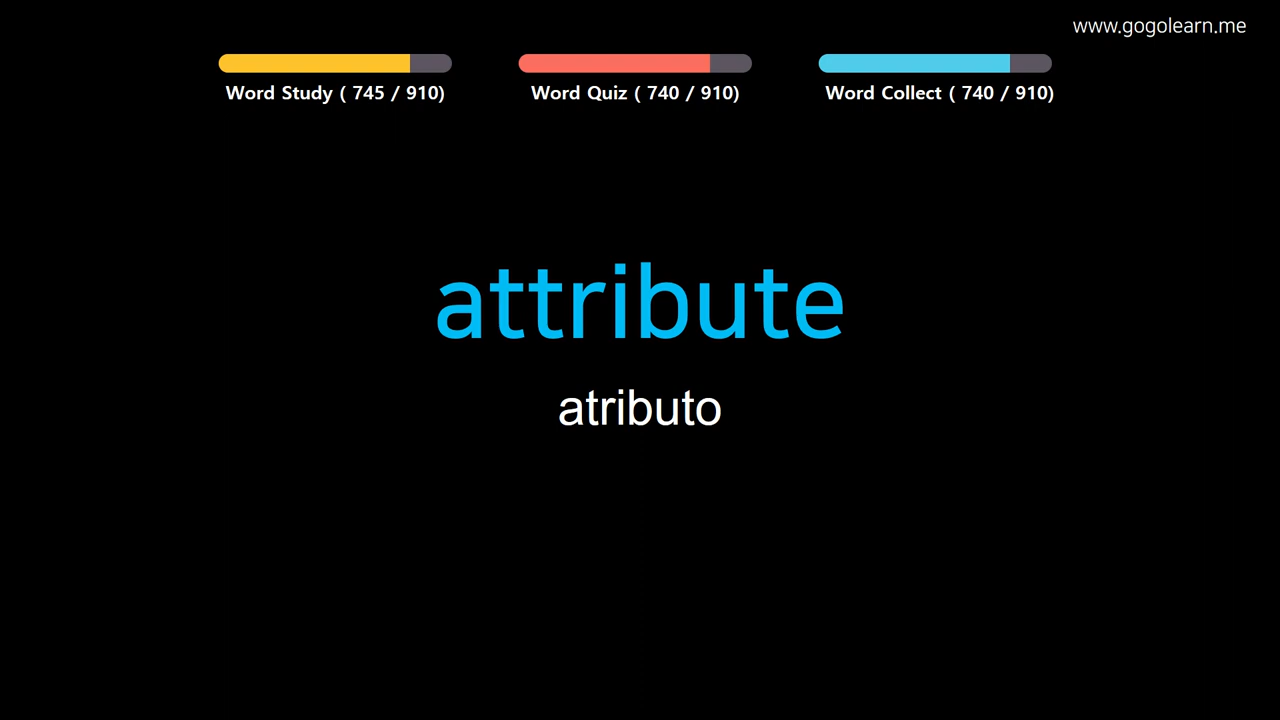 www.gogolearn.me
Word Study ( 745 / 910)
Word Quiz ( 740 / 910)
Word Collect ( 740 / 910)
attribute
atributo